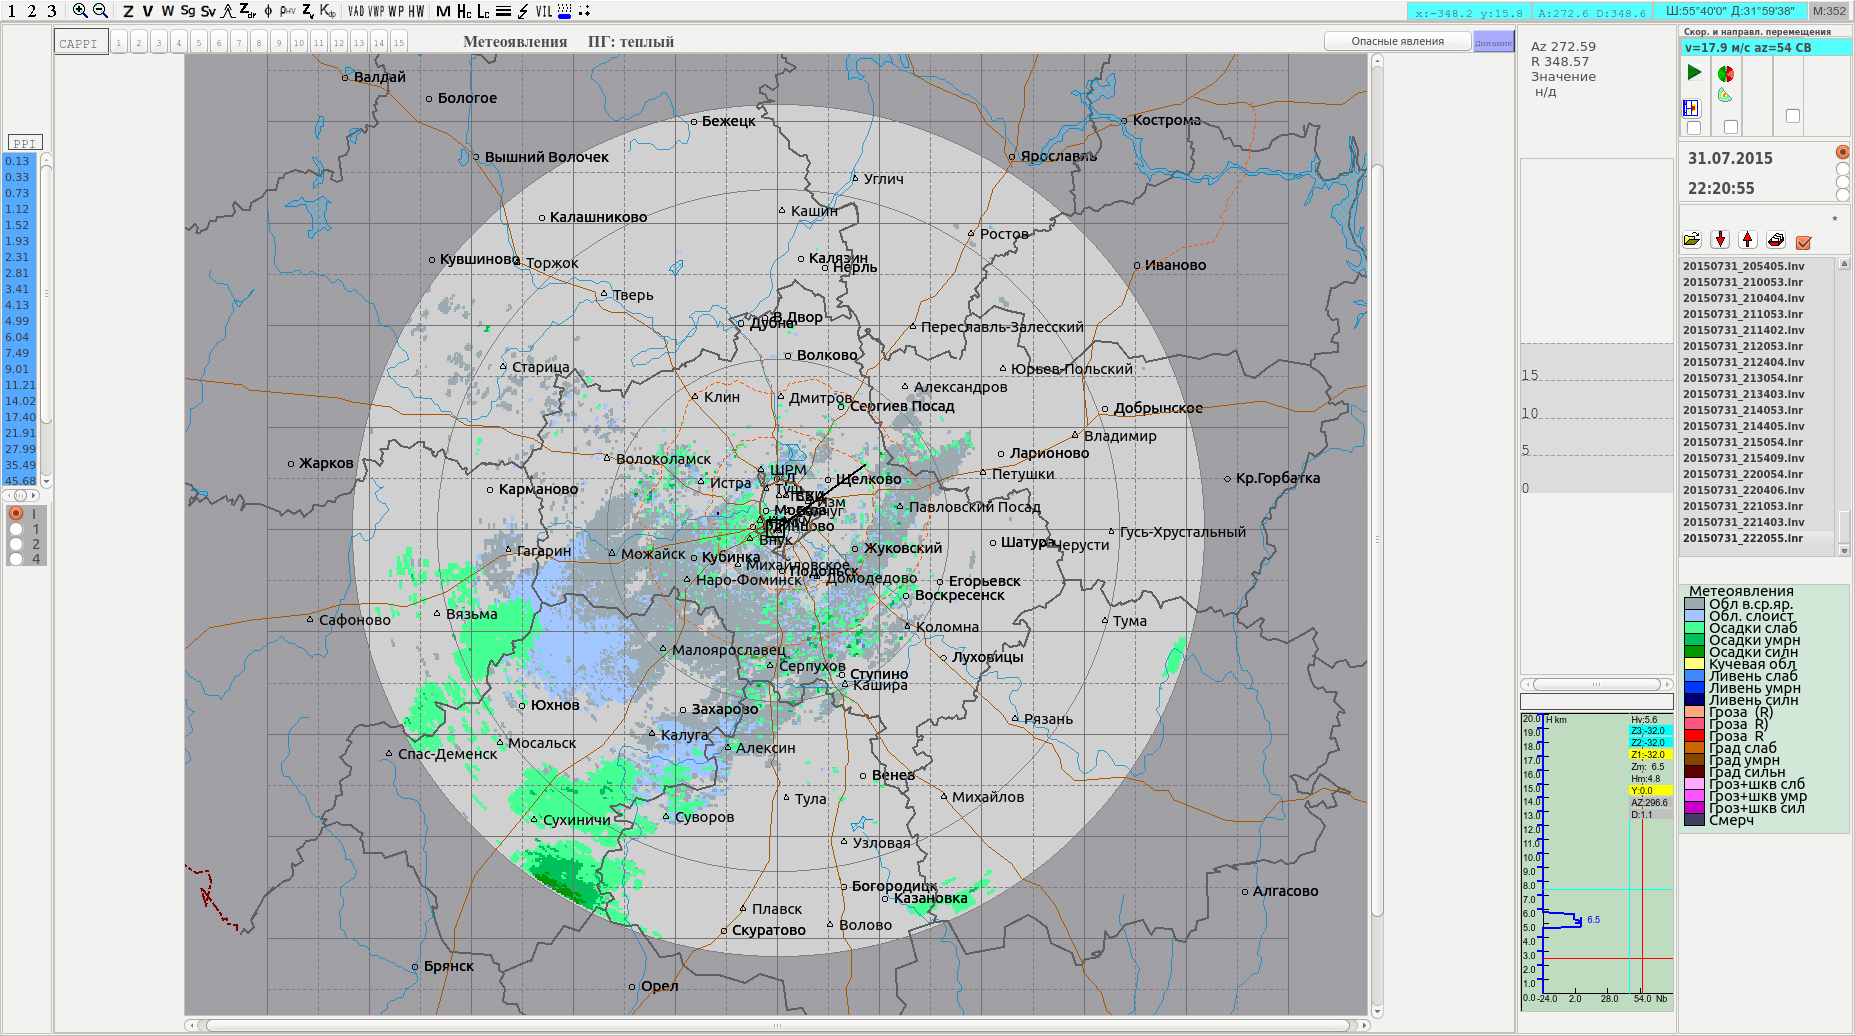 1 2 3 Z V W Sg Sv Zdr ϕ ρHV Zv Kdp VAD VWP WP HW M Hc Lc VIL
x:-348.2 y:15.8 A:272.6 D:348.6 Ш:55°40'0" Д:31°59'38" М:352
CAPPI 1 2 3 4 5 6 7 8 9 10 11 12 13 14 15
Метеоявления ПГ: теплый
Опасные явления
Динамик
PPI
0.13
0.33
0.73
1.12
1.52
1.93
2.31
2.81
3.41
4.13
4.99
6.04
7.49
9.01
11.21
14.02
17.40
21.91
27.99
35.49
45.68
I
1
2
4
Валдай
Бологое
Бежецк
Кострома
Вышний Волочек
Ярославль
Углич
Калашниково
Кашин
Ростов
Кувшиново
Торжок
Калязин
Нерль
Иваново
Тверь
В.Двор
Дубна
Переславль-Залесский
Волково
Старица
Юрьев-Польский
Александров
Клин
Дмитров
Сергиев Посад
Добрынское
Владимир
Жарков
Волоколамск
ШРМ
Ларионово
Петушки
Карманово
Истра
Щелково
Кр.Горбатка
Москва
Павловский Посад
Гусь-Хрустальный
Внук
Гагарин
Можайск
Кубинка
Жуковский
Шатура
Черусти
Михайловское
Подольск
Наро-Фоминск
Домодедово
Егорьевск
Воскресенск
Сафоново
Вязьма
Коломна
Тума
Малоярославец
Серпухов
Луховицы
Ступино
Кашира
Юхнов
Захарово
Рязань
Калуга
Мосальск
Алексин
Спас-Деменск
Венев
Тула
Михайлов
Сухиничи
Суворов
Узловая
Богородицк
Казановка
Алгасово
Плавск
Волово
Скуратово
Брянск
Орел
Az 272.59
R 348.57
Значение
н/д
15
10
5
0
Скор. и направл. перемещения
v=17.9 м/с az=54 СВ
31.07.2015
22:20:55
*
20150731_205405.lnv
20150731_210053.lnr
20150731_210404.lnv
20150731_211053.lnr
20150731_211402.lnv
20150731_212053.lnr
20150731_212404.lnv
20150731_213054.lnr
20150731_213403.lnv
20150731_214053.lnr
20150731_214405.lnv
20150731_215054.lnr
20150731_215409.lnv
20150731_220054.lnr
20150731_220406.lnv
20150731_221053.lnr
20150731_221403.lnv
20150731_222055.lnr
Метеоявления
Обл в.ср.яр.
Обл. слоист
Осадки слаб
Осадки умрн
Осадки силн
Кучевая обл
Ливень слаб
Ливень умрн
Ливень силн
Гроза (R)
Гроза R)
Гроза R
Град слаб
Град умрн
Град сильн
Гроз+шкв слб
Гроз+шкв умр
Гроз+шкв сил
Смерч
20.0 H km
19.0
18.0
17.0
16.0
15.0
14.0
13.0
12.0
11.0
10.0
9.0
8.0
7.0
6.0
5.0
4.0
3.0
2.0
1.0
0.0
Hv:5.6
Z3:-32.0
Z2:-32.0
Z1:-32.0
Zm: 6.5
Hm:4.8
Y:0.0
AZ:296.6
D:1.1
6.5
-24.0 2.0 28.0 54.0 Nb